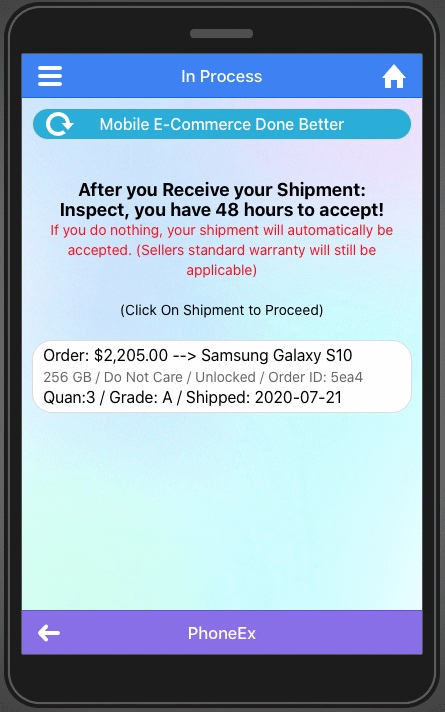 In Process
Mobile E-Commerce Done Better
After you Receive your Shipment:
Inspect, you have 48 hours to accept!
If you do nothing, your shipment will automatically be
accepted. (Sellers standard warranty will still be
applicable)
(Click On Shipment to Proceed)
Order: $2,205.00 --> Samsung Galaxy S10
256 GB / Do Not Care / Unlocked / Order ID: 5ea4
Quan:3 / Grade: A / Shipped: 2020-07-21
PhoneEx